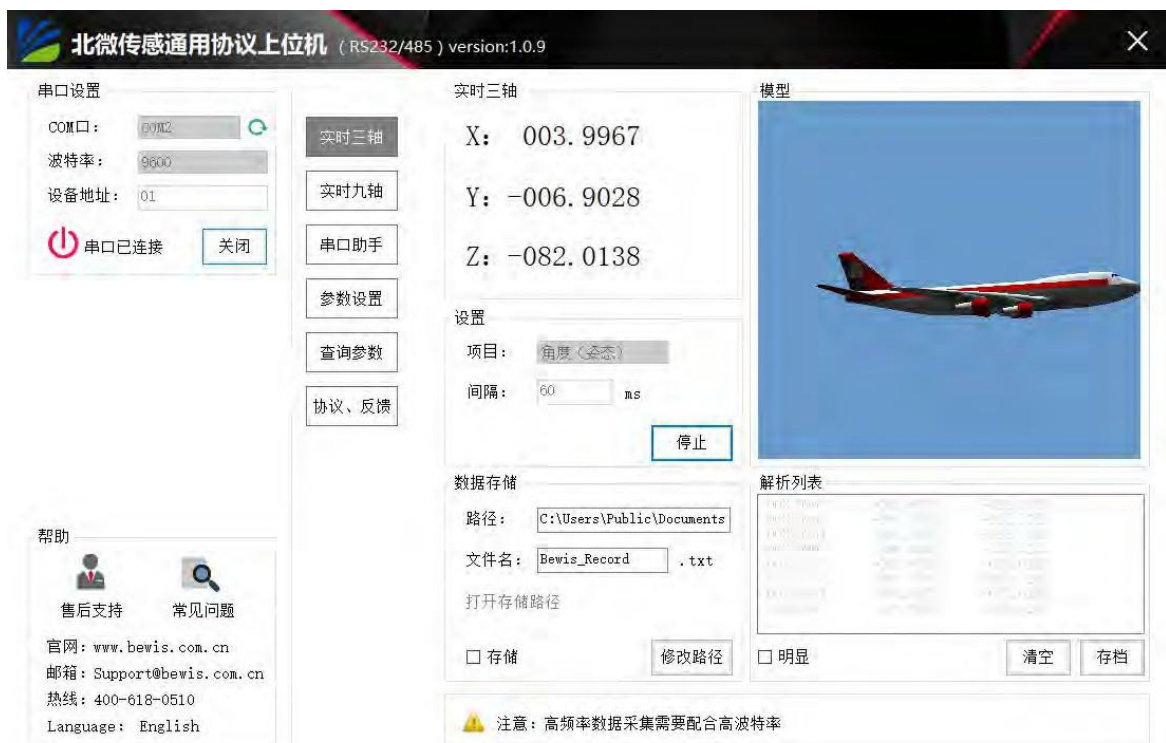 北微传感通用协议上位机 (RS232/485) version:1.0.9
串口设置
COM口: COM2
波特率: 9600
设备地址: 01
串口已连接 关闭
实时三轴
实时九轴
串口助手
参数设置
查询参数
协议、反馈
帮助
售后支持 常见问题
官网: www.bewis.com.cn
邮箱: Support@bewis.com.cn
热线: 400-618-0510
Language: English
实时三轴
X: 003.9967
Y: -006.9028
Z: -082.0138
设置
项目: 角度(姿态)
间隔: 60 ms
停止
数据存储
路径: C:\Users\Public\Documents
文件名: Bewis_Record .txt
打开存储路径
存储 修改路径
模型
解析列表
明显 清空 存档
注意: 高频率数据采集需要配合高波特率